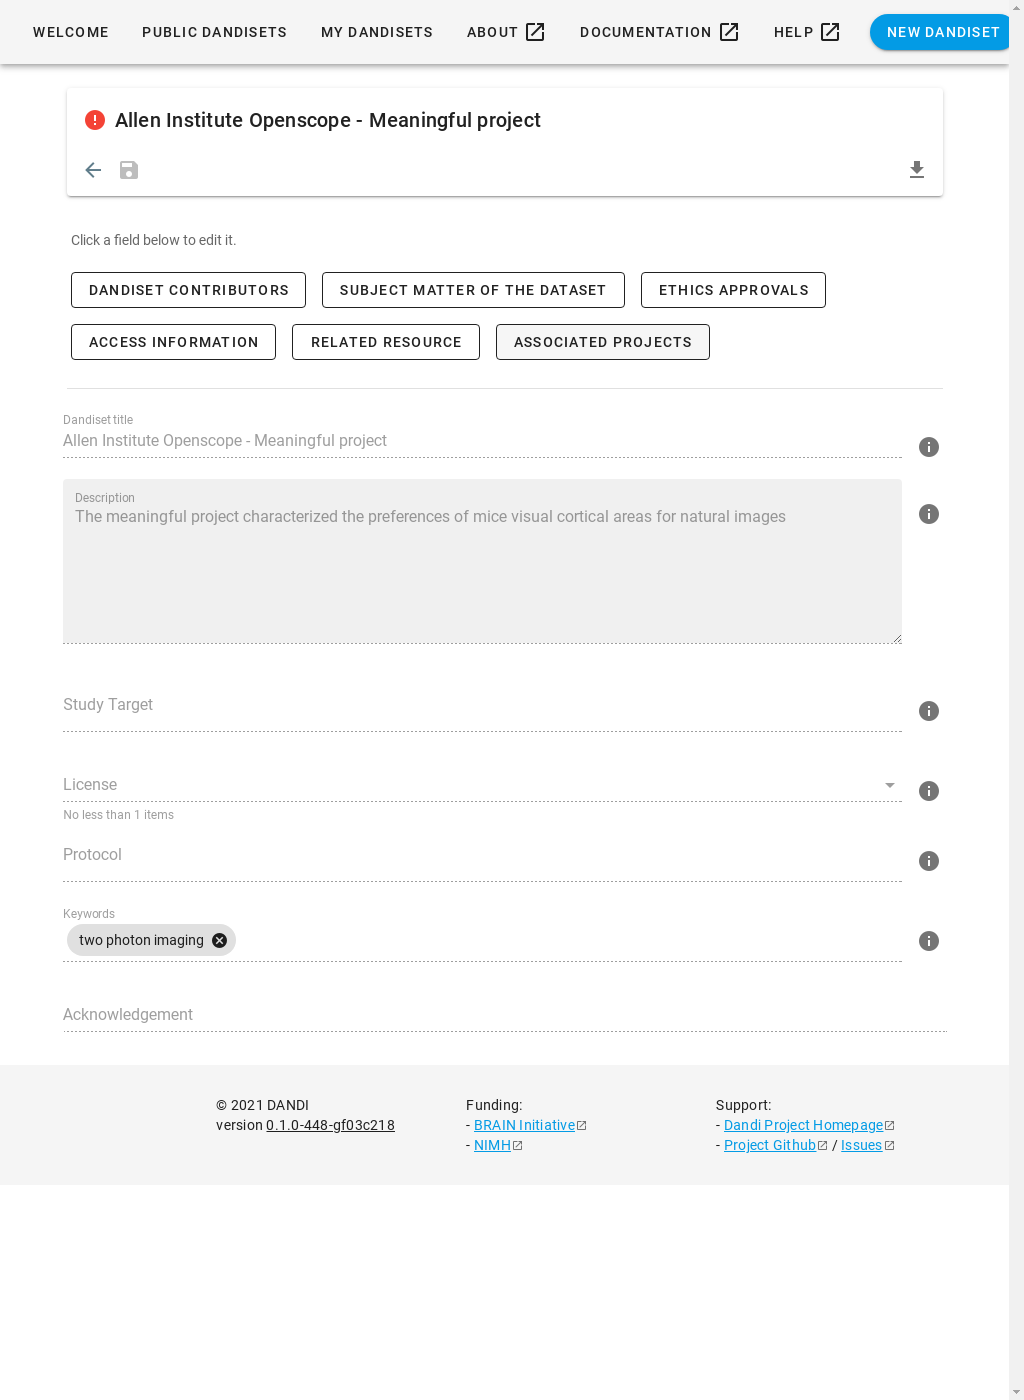 WELCOME PUBLIC DANDISETS MY DANDISETS ABOUT DOCUMENTATION HELP NEW DANDISET
Allen Institute Openscope - Meaningful project
Click a field below to edit it.
DANDISET CONTRIBUTORS SUBJECT MATTER OF THE DATASET ETHICS APPROVALS
ACCESS INFORMATION RELATED RESOURCE ASSOCIATED PROJECTS
Dandiset title
Allen Institute Openscope - Meaningful project
Description
The meaningful project characterized the preferences of mice visual cortical areas for natural images
Study Target
License
No less than 1 items
Protocol
Keywords
two photon imaging
Acknowledgement
© 2021 DANDI Funding: Support:
version 0.1.0-448-gf03c218 - BRAIN Initiative - Dandi Project Homepage
- NIMH - Project Github / Issues